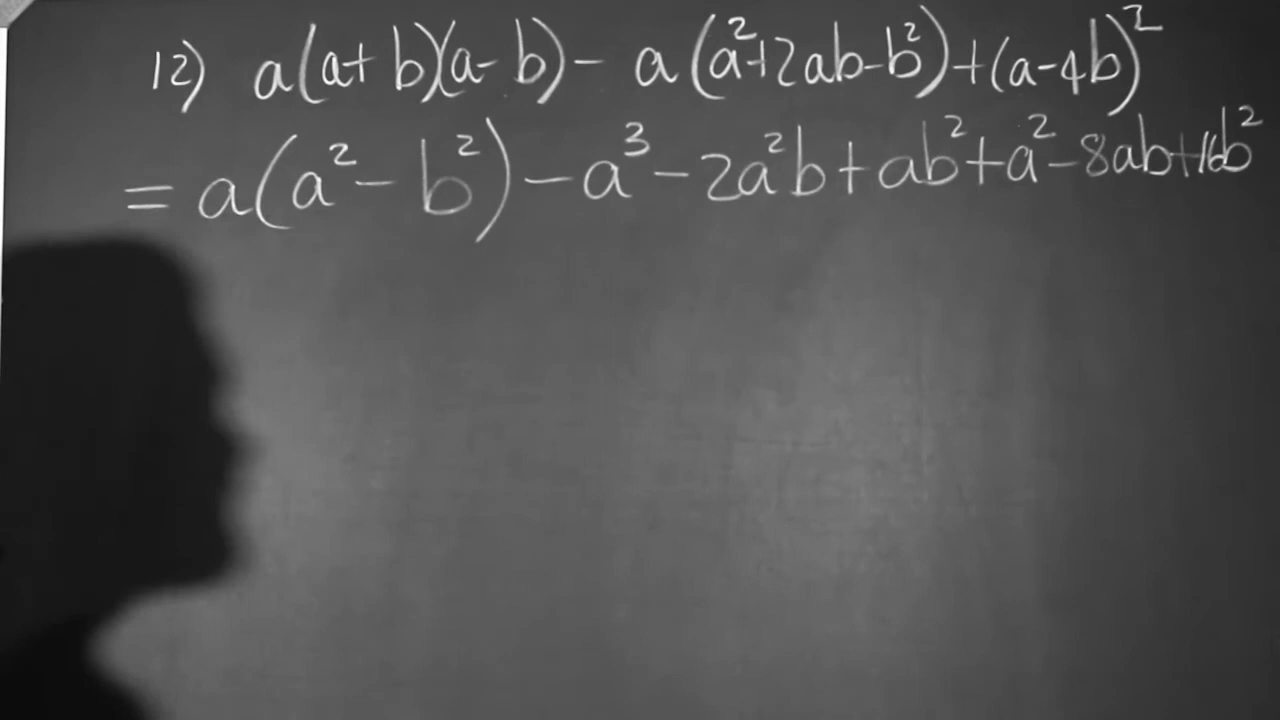 12) a(a+b)(a-b) - a(a²+2ab-b²)+(a-4b)²
= a(a²-b²)-a³-2a²b+ab²+a²-8ab+16b²